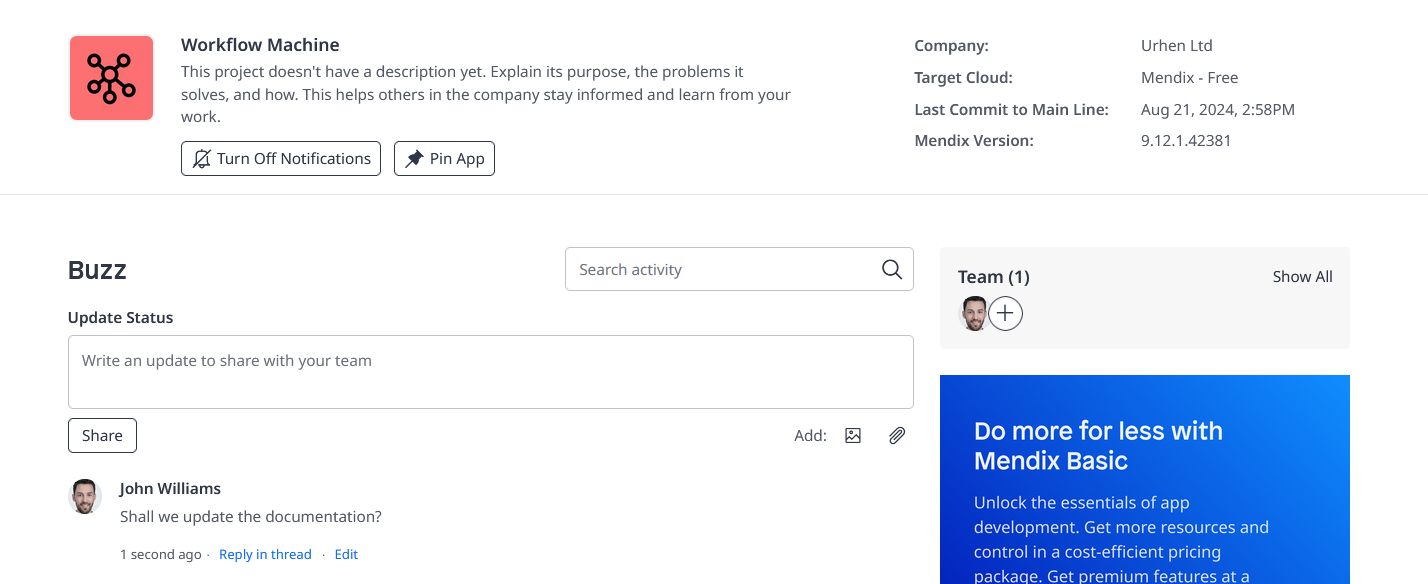 Workflow Machine
This project doesn't have a description yet. Explain its purpose, the problems it
solves, and how. This helps others in the company stay informed and learn from your
work.
Turn Off Notifications
Pin App
Company: Urhen Ltd
Target Cloud: Mendix - Free
Last Commit to Main Line: Aug 21, 2024, 2:58PM
Mendix Version: 9.12.1.42381
Buzz
Search activity
Update Status
Write an update to share with your team
Share
Add:
John Williams
Shall we update the documentation?
1 second ago · Reply in thread · Edit
Team (1)
Show All
Do more for less with
Mendix Basic
Unlock the essentials of app
development. Get more resources and
control in a cost-efficient pricing
package. Get premium features at a